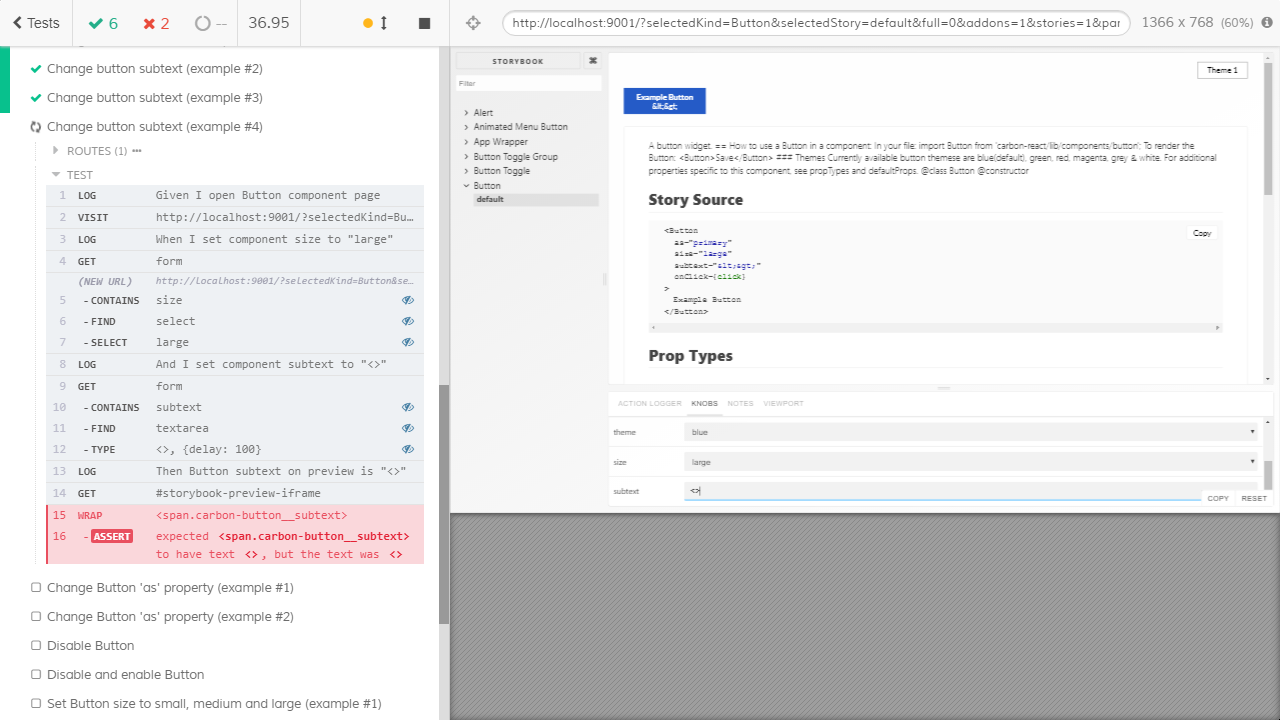 Tests
6
2
--
36.95
http://localhost:9001/?selectedKind=Button&selectedStory=default&full=0&addons=1&stories=1&par
1366 x 768 (60%)
Change button subtext (example #2)
Change button subtext (example #3)
Change button subtext (example #4)
ROUTES (1) •••
TEST
1 LOG Given I open Button component page
2 VISIT http://localhost:9001/?selectedKind=Bu...
3 LOG When I set component size to "large"
4 GET form
(NEW URL) http://localhost:9001/?selectedKind=Button&se...
5 -CONTAINS size
6 -FIND select
7 -SELECT large
8 LOG And I set component subtext to "<>"
9 GET form
10 -CONTAINS subtext
11 -FIND textarea
12 -TYPE <>, {delay: 100}
13 LOG Then Button subtext on preview is "<>"
14 GET #storybook-preview-iframe
15 WRAP <span.carbon-button__subtext>
16 -ASSERT expected <span.carbon-button__subtext>
to have text <>, but the text was <>
Change Button 'as' property (example #1)
Change Button 'as' property (example #2)
Disable Button
Disable and enable Button
Set Button size to small, medium and large (example #1)
STORYBOOK
⌘
Filter
Alert
Animated Menu Button
App Wrapper
Button Toggle Group
Button Toggle
Button
default
Theme 1
Example Button
&lt;&gt;
A button widget. == How to use a Button in a component: In your file: import Button from 'carbon-react/lib/components/button'; To render the
Button: <Button>Save</Button> ### Themes Currently available button themese are blue(default), green, red, magenta, grey & white. For additional
properties specific to this component, see propTypes and defaultProps. @class Button @constructor
Story Source
Copy
<Button
as="primary"
size="large"
subtext="&lt;&gt;"
onClick={click}
>
Example Button
</Button>
Prop Types
ACTION LOGGER KNOBS NOTES VIEWPORT
theme blue
size large
subtext <>
COPY RESET